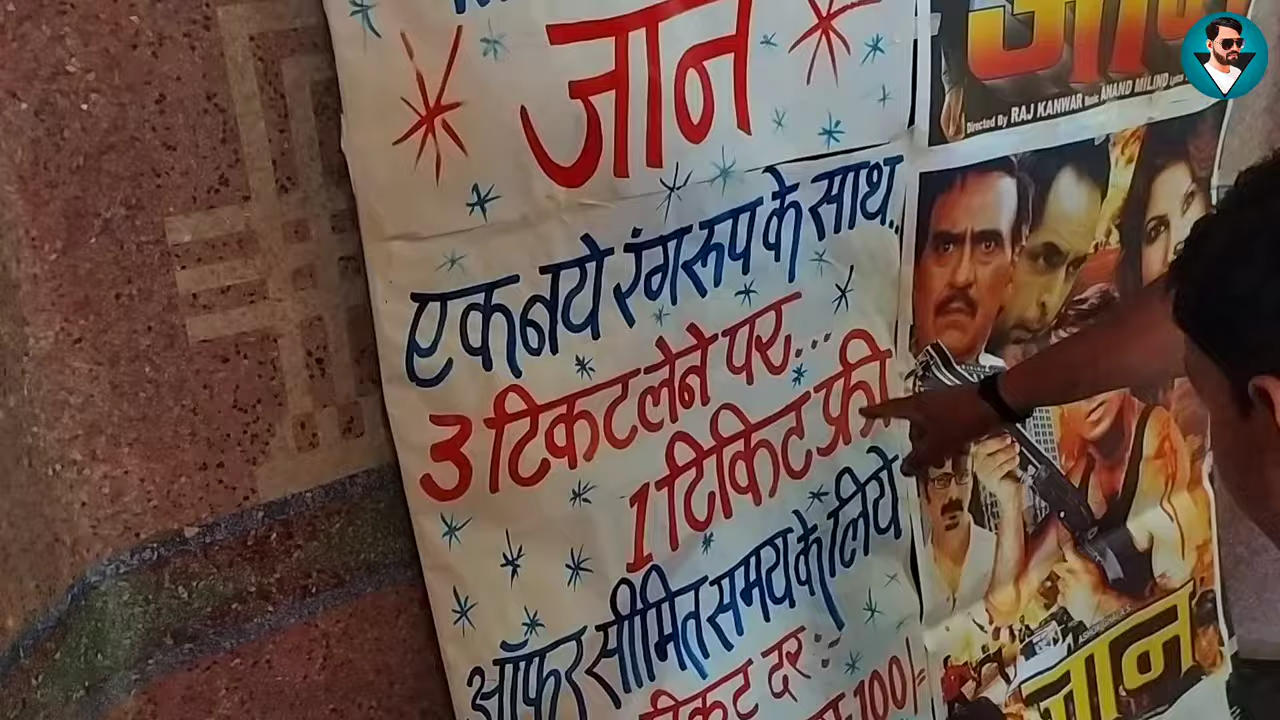 जान
एक नये रंग रूप के साथ..
3 टिकट लेने पर...
1 टिकिट फ्री
ऑफर सीमित समय के लिये
टिकट दर :-
100/-
Directed By RAJ KANWAR Music ANAND MILIND Lyrics
जान
जान